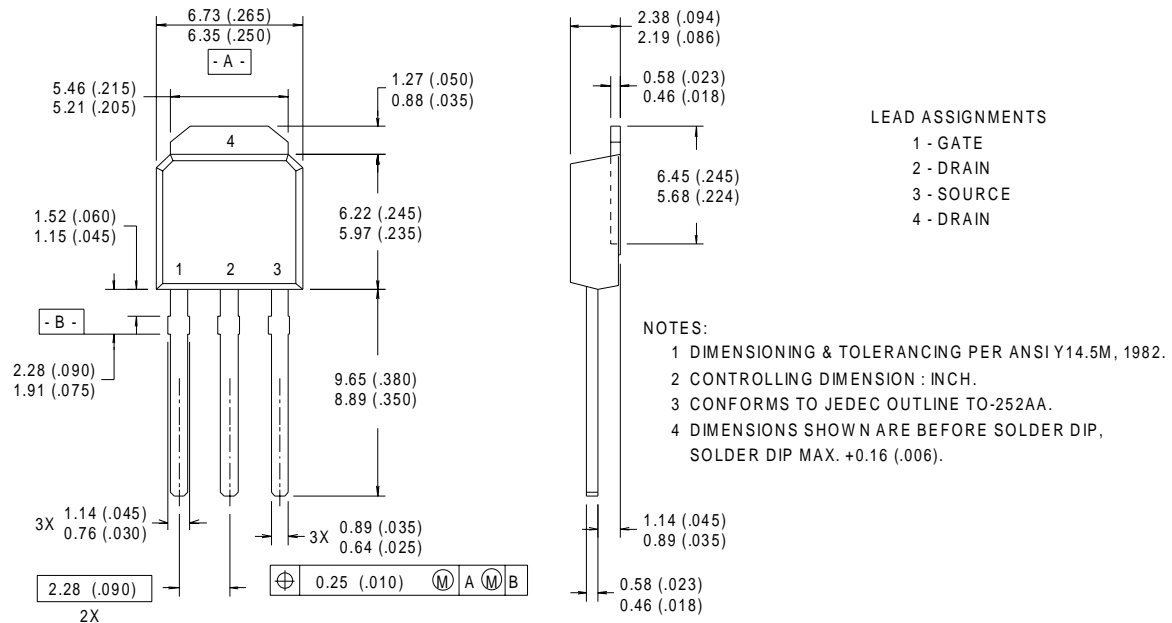 6.73 (.265)
6.35 (.250)
- A -
5.46 (.215)
5.21 (.205)
1.27 (.050)
0.88 (.035)
4
1.52 (.060)
1.15 (.045)
6.22 (.245)
5.97 (.235)
1 2 3
- B -
2.28 (.090)
1.91 (.075)
9.65 (.380)
8.89 (.350)
3X 1.14 (.045)
0.76 (.030)
3X 0.89 (.035)
0.64 (.025)
2.28 (.090)
2X
⌖ 0.25 (.010) Ⓜ A Ⓜ B
2.38 (.094)
2.19 (.086)
0.58 (.023)
0.46 (.018)
6.45 (.245)
5.68 (.224)
1.14 (.045)
0.89 (.035)
0.58 (.023)
0.46 (.018)
LEAD ASSIGNMENTS
1 - GATE
2 - DRAIN
3 - SOURCE
4 - DRAIN
NOTES:
1 DIMENSIONING & TOLERANCING PER ANSI Y14.5M, 1982.
2 CONTROLLING DIMENSION : INCH.
3 CONFORMS TO JEDEC OUTLINE TO-252AA.
4 DIMENSIONS SHOWN ARE BEFORE SOLDER DIP,
SOLDER DIP MAX. +0.16 (.006).